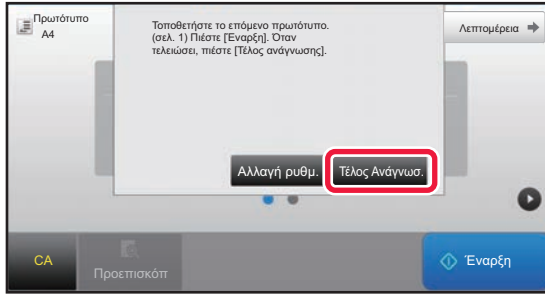 Πρωτότυπο
A4
Τοποθετήστε το επόμενο πρωτότυπο.
(σελ. 1) Πιέστε [Έναρξη]. Όταν
τελειώσει, πιέστε [Τέλος ανάγνωσης].
Λεπτομέρεια
Αλλαγή ρυθμ.
Τέλος Ανάγνωσ.
CA
Προεπισκόπ
Έναρξη